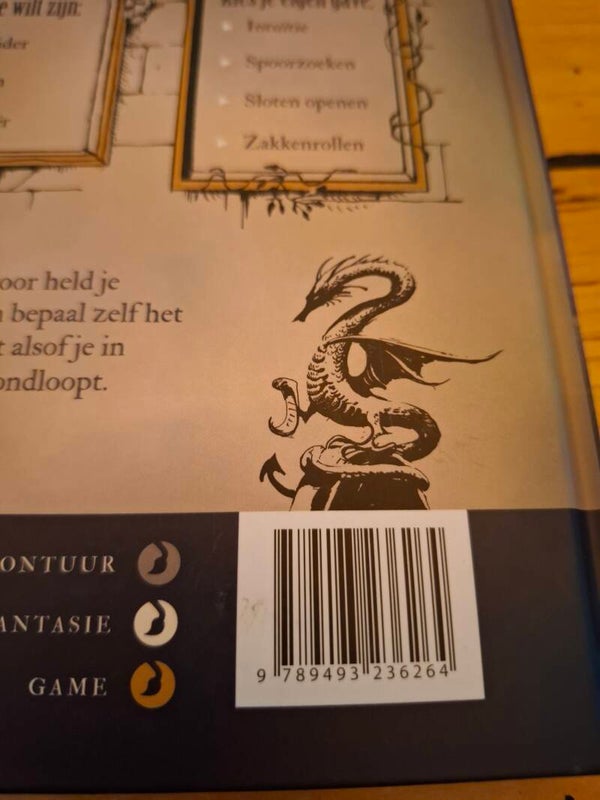 e wilt zijn:
Kies je eigen gave:
Intuïtie
Spoorzoeken
Sloten openen
Zakkenrollen
oor held je
n bepaal zelf het
t alsof je in
ondloopt.
ONTUUR
ANTASIE
GAME
9 789493 236264